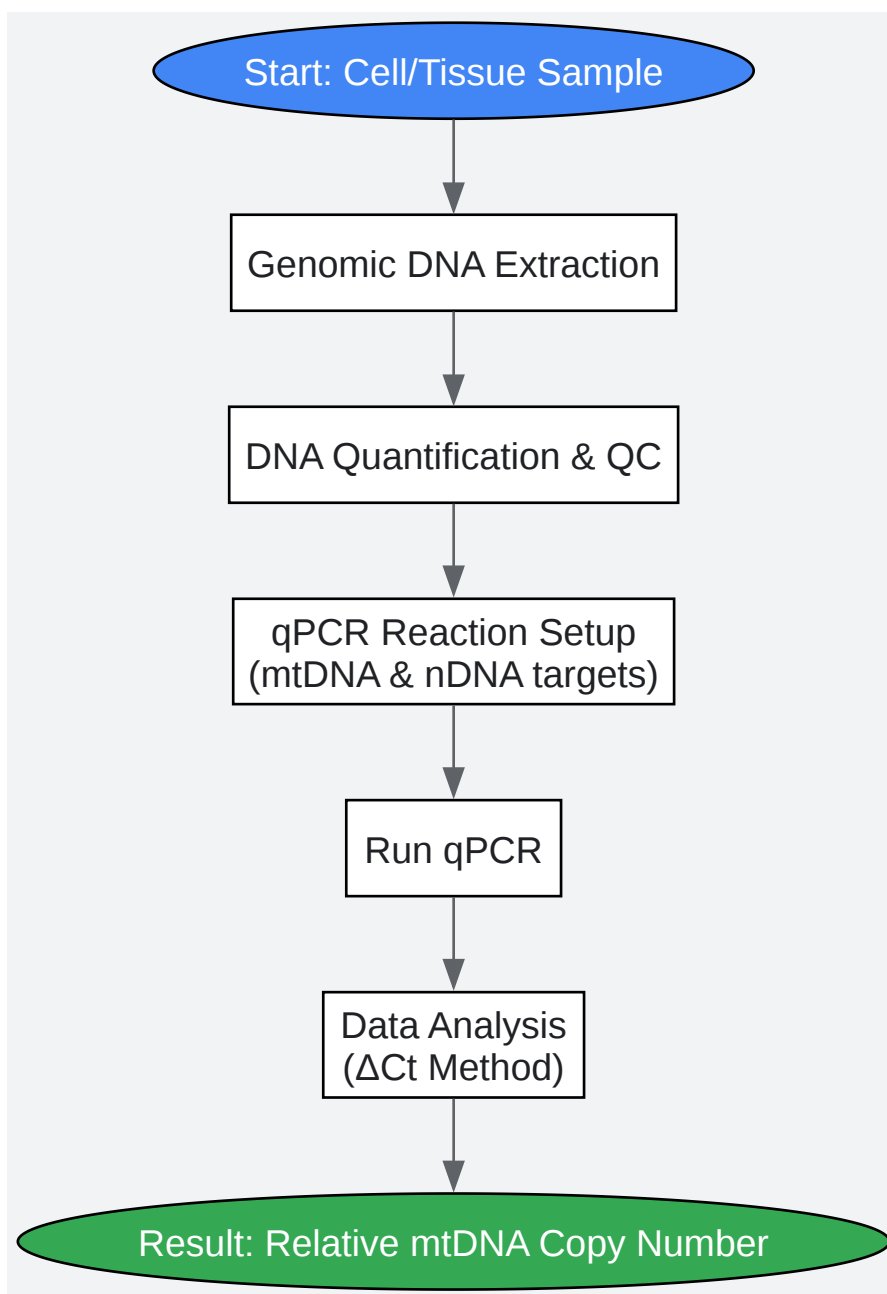 Start: Cell/Tissue Sample
Genomic DNA Extraction
DNA Quantification & QC
qPCR Reaction Setup
(mtDNA & nDNA targets)
Run qPCR
Data Analysis
(ΔCt Method)
Result: Relative mtDNA Copy Number